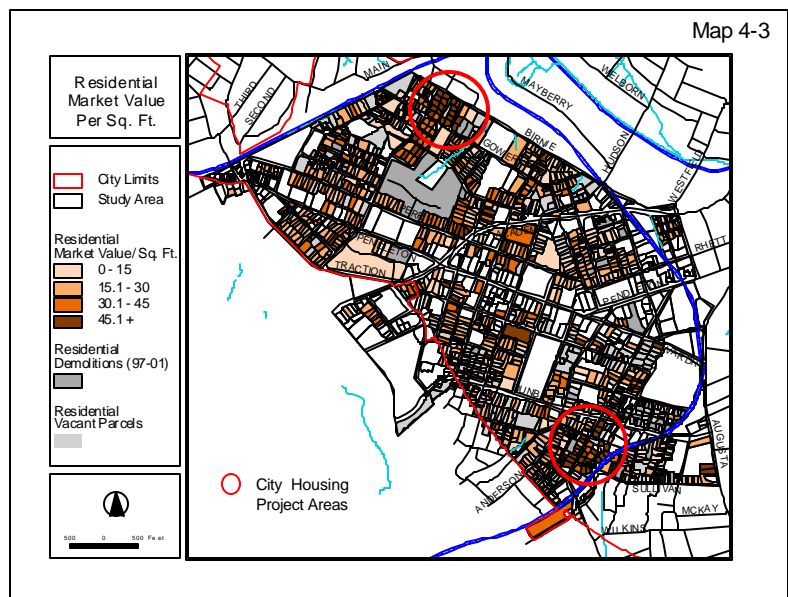 Map 4-3
Residential
Market Value
Per Sq. Ft.
City Limits
Study Area
Residential
Market Value/ Sq. Ft.
0 - 15
15.1 - 30
30.1 - 45
45.1 +
Residential
Demolitions (97-01)
Residential
Vacant Parcels
500 0 500 Feet
City Housing
Project Areas
MAIN
THIRD
SECOND
MAYBERRY
WELBORN
BIRNIE
GOWER
HUDSON
WESTFIELD
RHETT
PENDLETON
TRACTION
AUGUSTA
ANDERSON
SULLIVAN
MCKAY
WILKINS